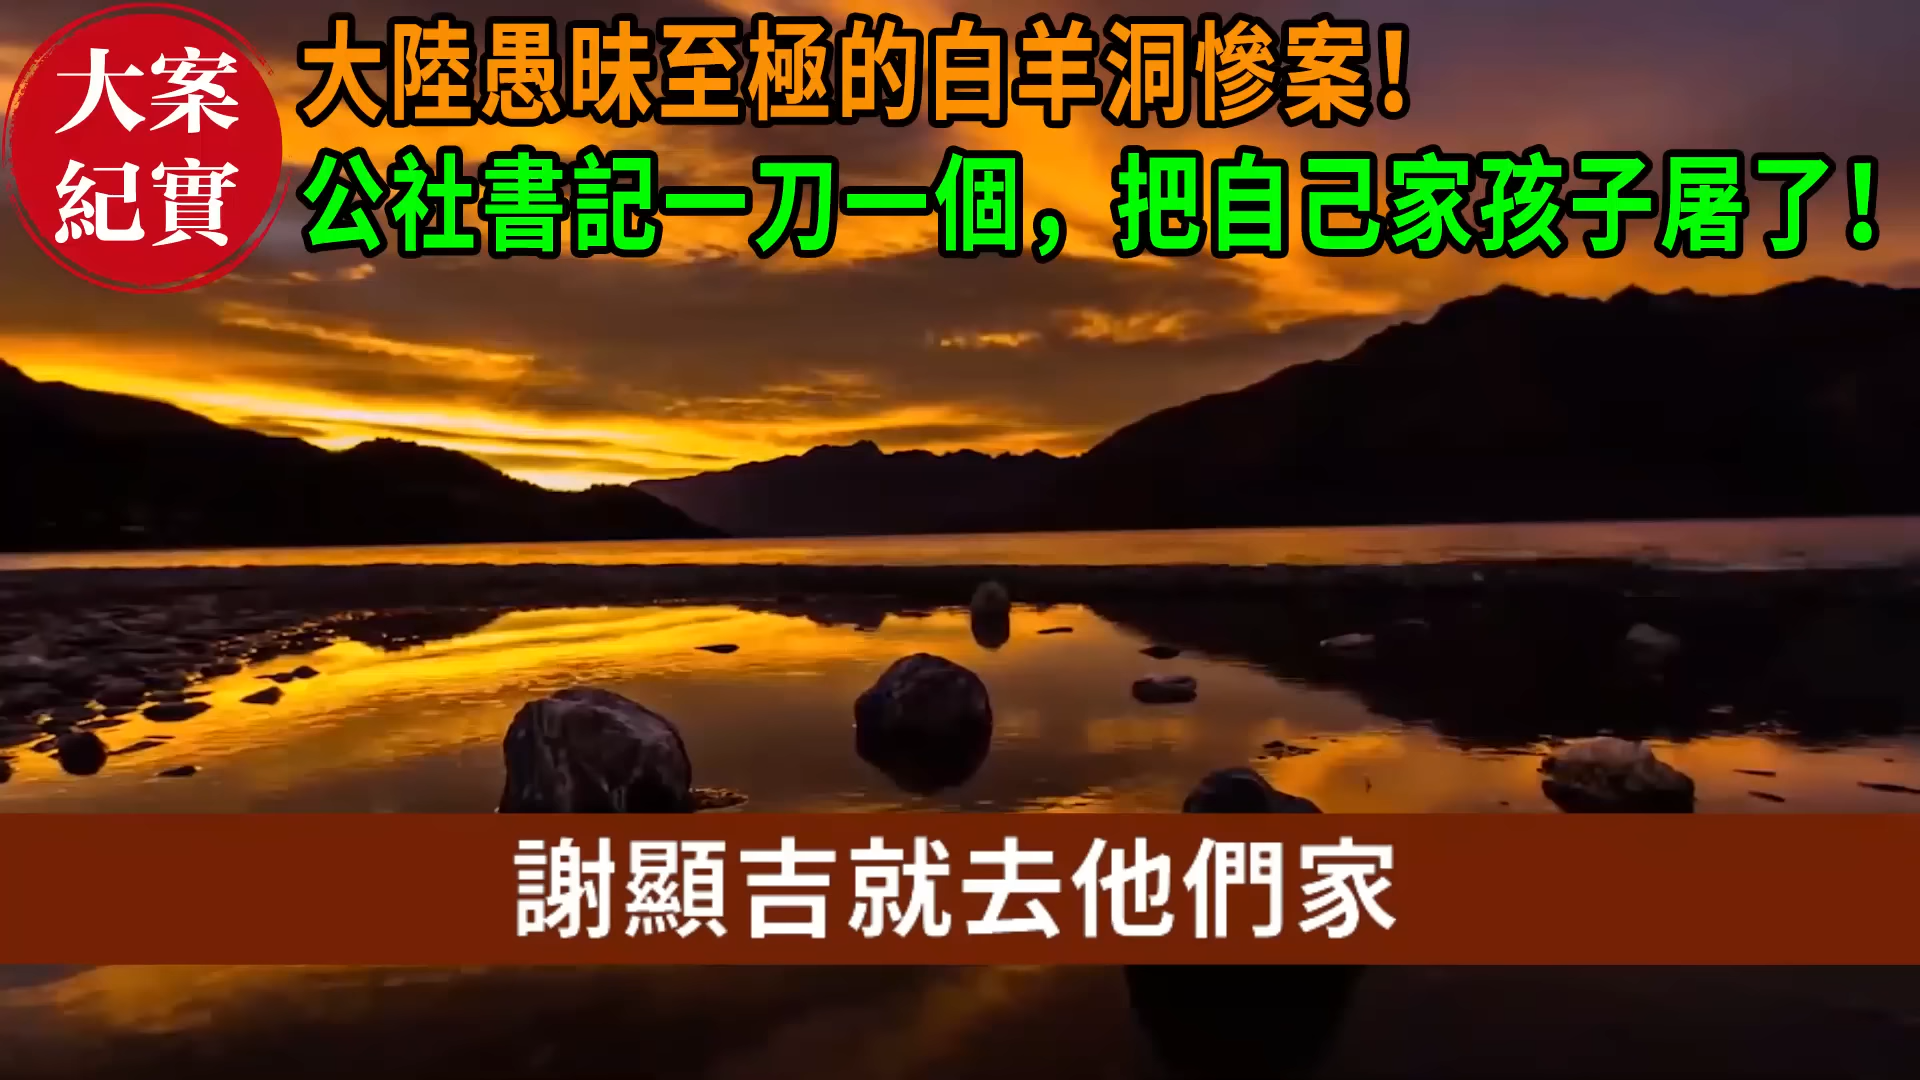 大案
紀實
大陸愚昧至極的白羊洞慘案！
公社書記一刀一個，把自己家孩子屠了！
謝顯吉就去他們家